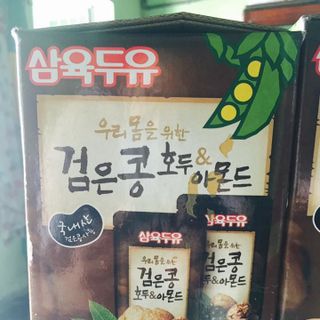 삼육두유
우리 몸을 위한
검은콩 호두&아몬드
국내산
삼육두유
우리 몸을 위한
검은콩
호두&아몬드
삼육두유
우리 몸을 위한
검은콩
호두&아몬드